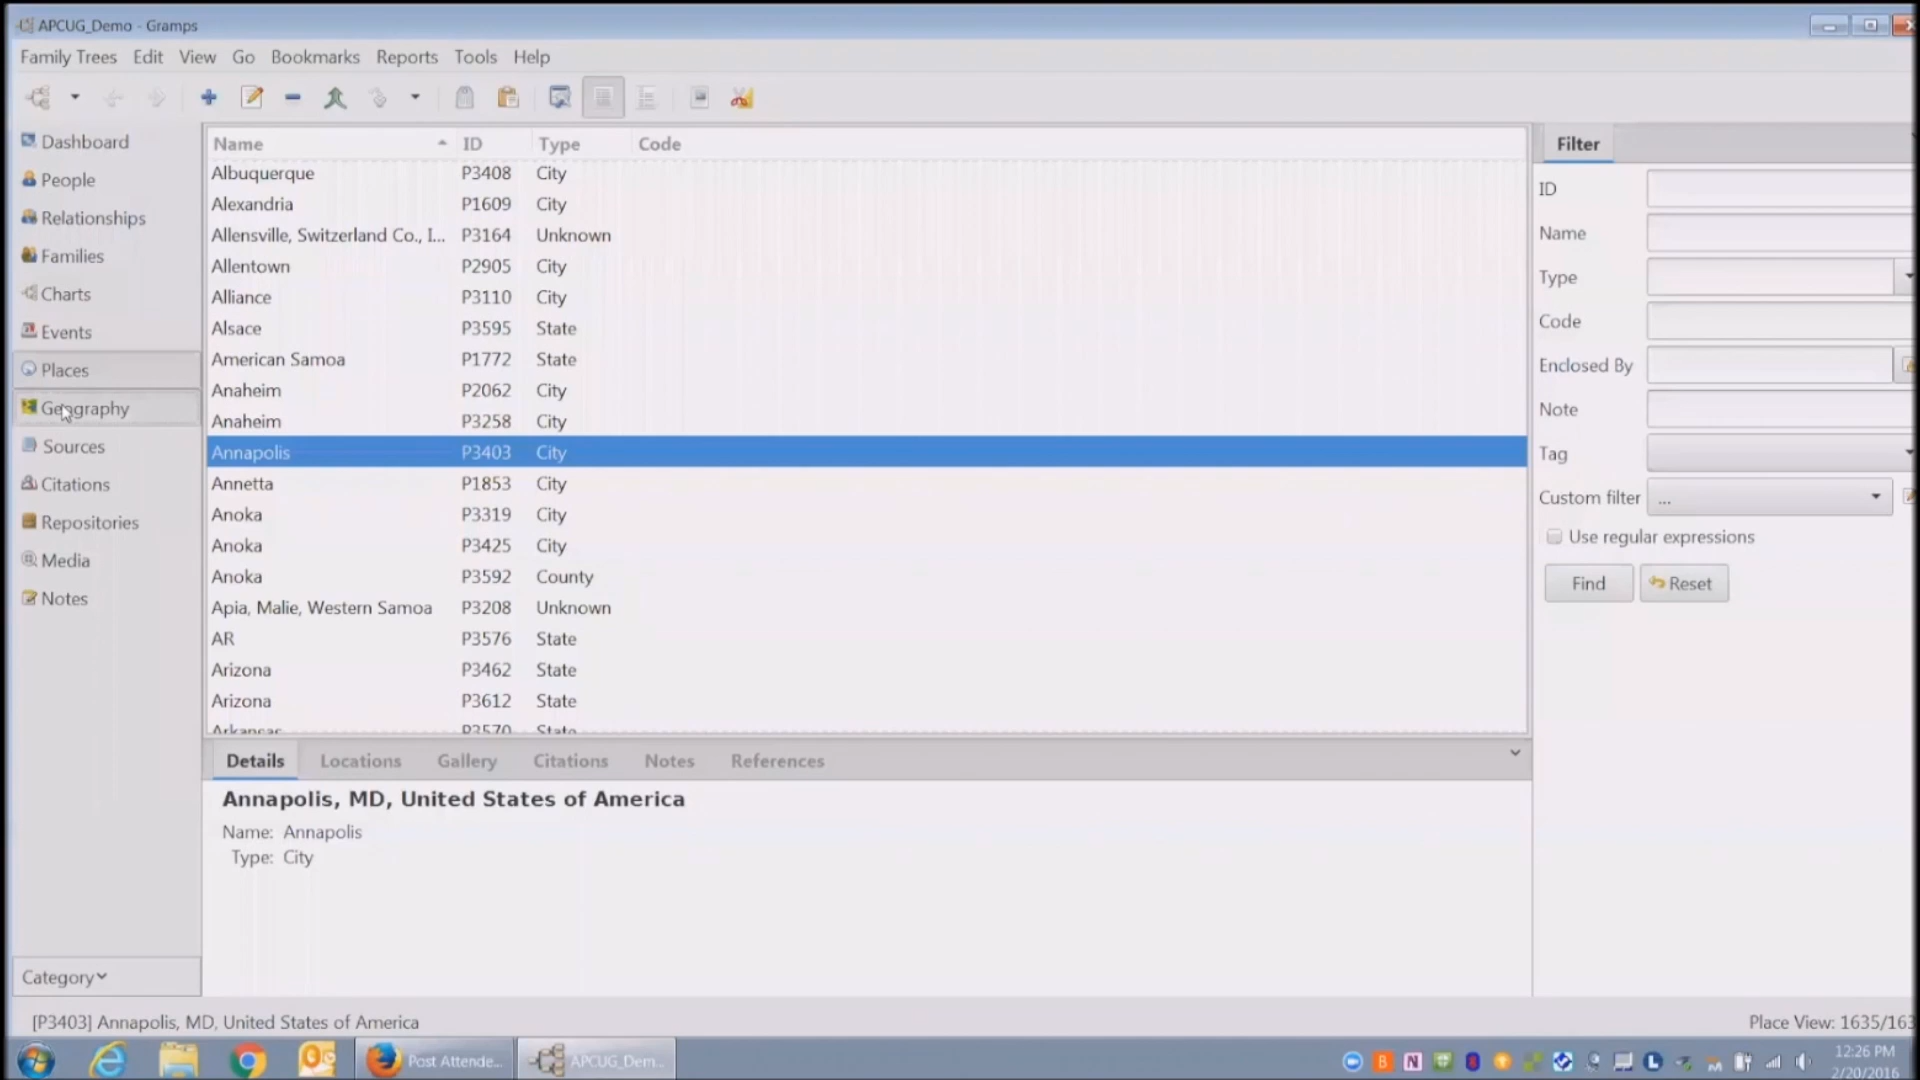 APCUG_Demo - Gramps
Family Trees Edit View Go Bookmarks Reports Tools Help
Dashboard
People
Relationships
Families
Charts
Events
Places
Geography
Sources
Citations
Repositories
Media
Notes
Category
Name ID Type Code
Albuquerque P3408 City
Alexandria P1609 City
Allensville, Switzerland Co., I... P3164 Unknown
Allentown P2905 City
Alliance P3110 City
Alsace P3595 State
American Samoa P1772 State
Anaheim P2062 City
Anaheim P3258 City
Annapolis P3403 City
Annetta P1853 City
Anoka P3319 City
Anoka P3425 City
Anoka P3592 County
Apia, Malie, Western Samoa P3208 Unknown
AR P3576 State
Arizona P3462 State
Arizona P3612 State
Arkansas P3570 State
Filter
ID
Name
Type
Code
Enclosed By
Note
Tag
Custom filter ...
Use regular expressions
Find Reset
Details Locations Gallery Citations Notes References
Annapolis, MD, United States of America
Name: Annapolis
Type: City
[P3403] Annapolis, MD, United States of America
Place View: 1635/163
Post Attende...
APCUG_Dem...
12:26 PM
2/20/2016